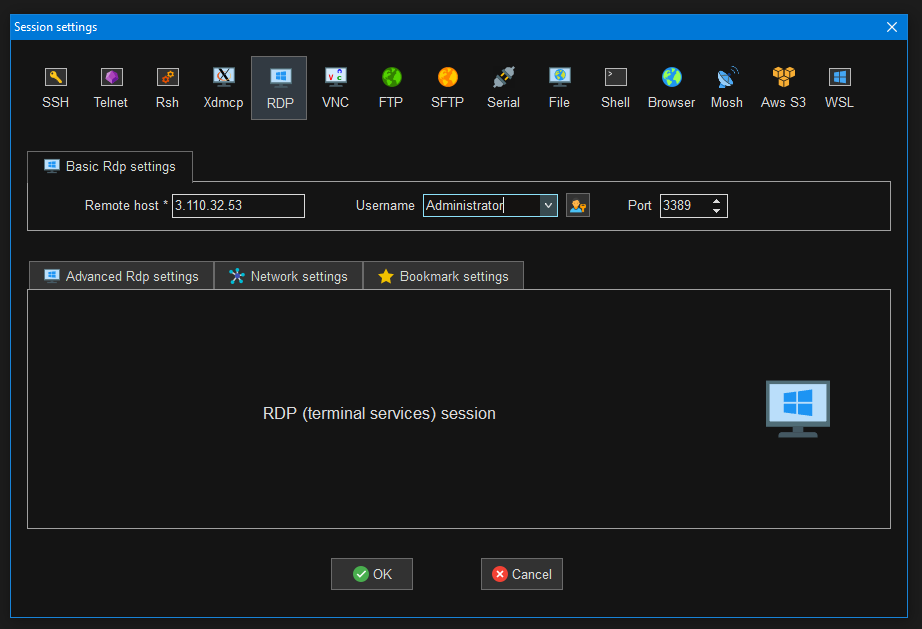 Session settings
SSH Telnet Rsh Xdmcp RDP VNC FTP SFTP Serial File Shell Browser Mosh Aws S3 WSL
Basic Rdp settings
Remote host * 3.110.32.53 Username Administrator Port 3389
Advanced Rdp settings Network settings Bookmark settings
RDP (terminal services) session
OK Cancel